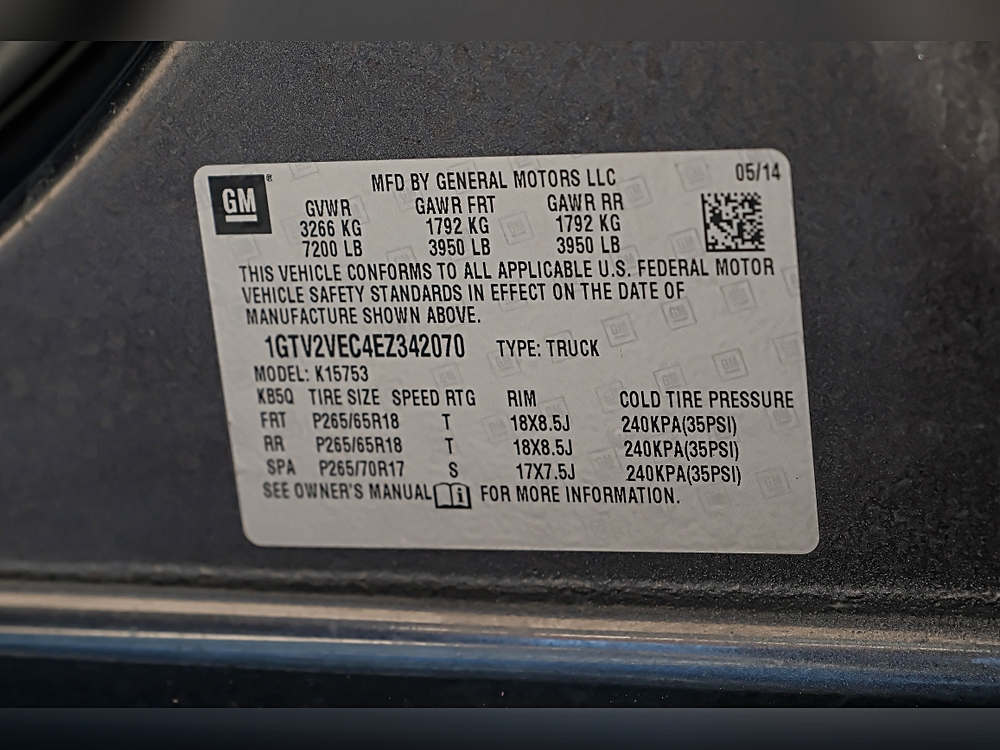 GM® MFD BY GENERAL MOTORS LLC 05/14
GVWR GAWR FRT GAWR RR
3266 KG 1792 KG 1792 KG
7200 LB 3950 LB 3950 LB
THIS VEHICLE CONFORMS TO ALL APPLICABLE U.S. FEDERAL MOTOR
VEHICLE SAFETY STANDARDS IN EFFECT ON THE DATE OF
MANUFACTURE SHOWN ABOVE.
1GTV2VEC4EZ342070 TYPE: TRUCK
MODEL: K15753
KB5Q TIRE SIZE SPEED RTG RIM COLD TIRE PRESSURE
FRT P265/65R18 T 18X8.5J 240KPA(35PSI)
RR P265/65R18 T 18X8.5J 240KPA(35PSI)
SPA P265/70R17 S 17X7.5J 240KPA(35PSI)
SEE OWNER'S MANUAL FOR MORE INFORMATION.